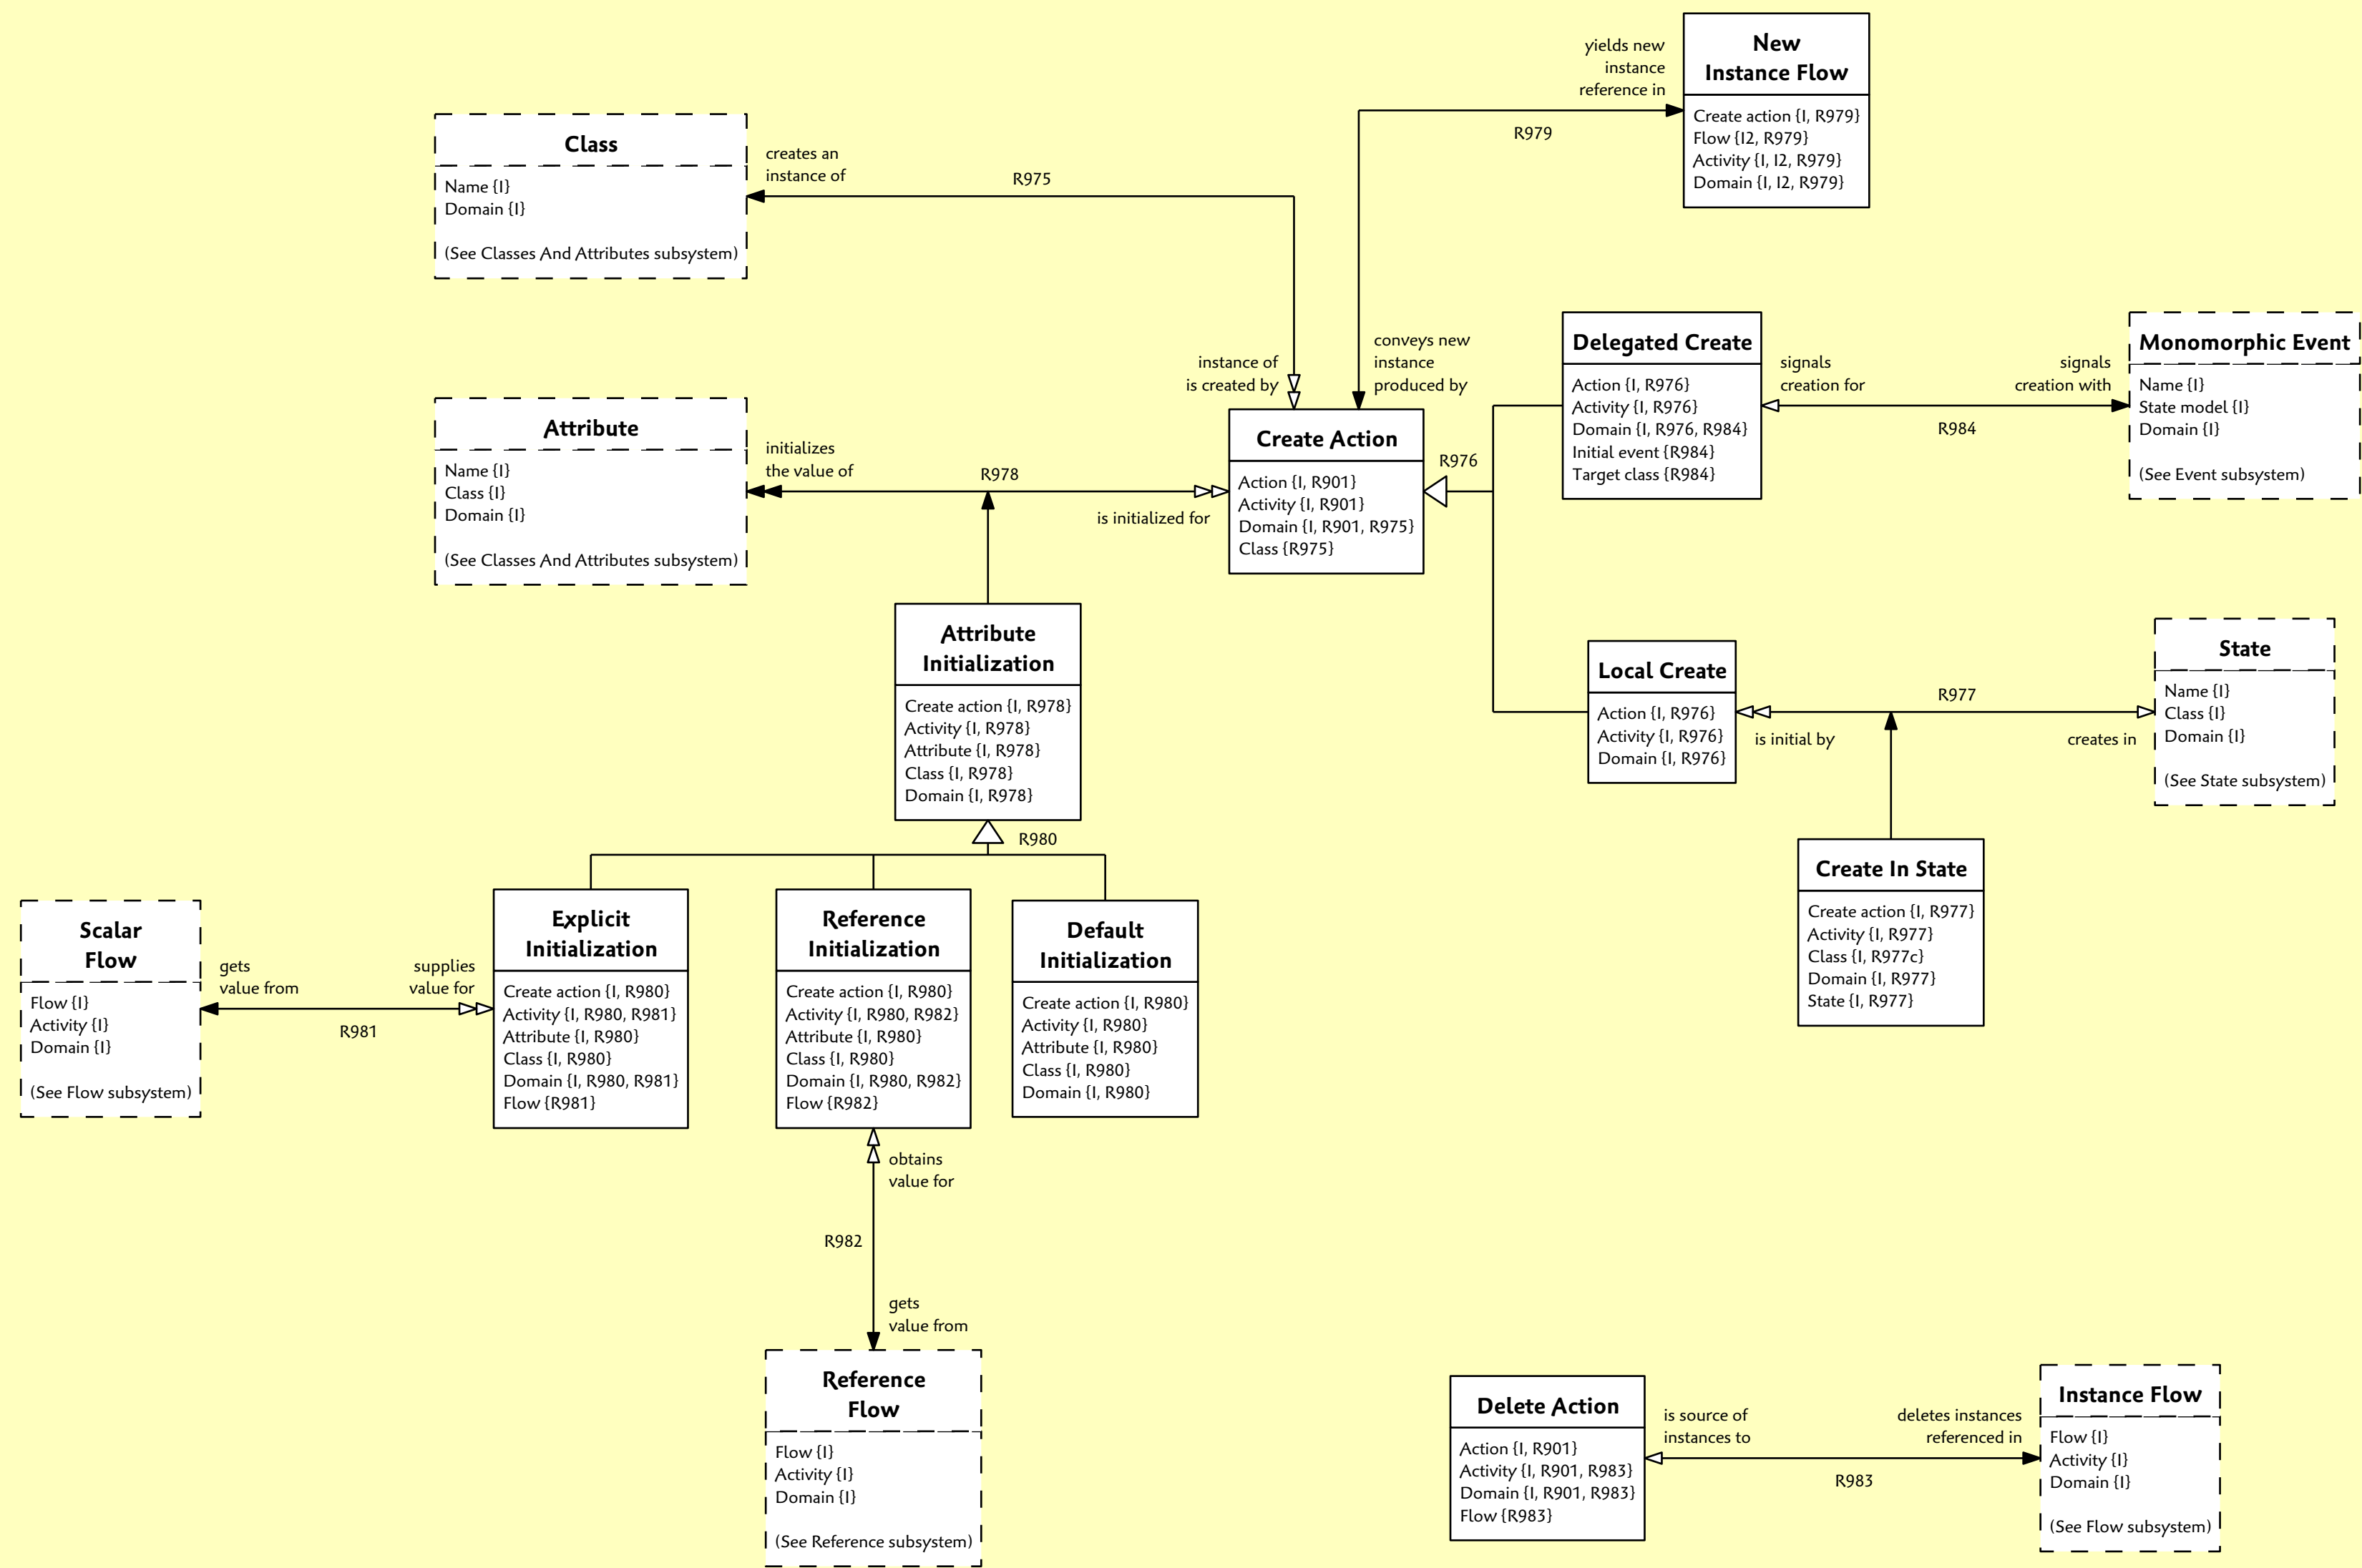 New
Instance Flow
Create action {I, R979}
Flow {I2, R979}
Activity {I, I2, R979}
Domain {I, I2, R979}
yields new
instance
reference in
R979
conveys new
instance
produced by
Class
Name {I}
Domain {I}
(See Classes And Attributes subsystem)
creates an
instance of
R975
instance of
is created by
Attribute
Name {I}
Class {I}
Domain {I}
(See Classes And Attributes subsystem)
initializes
the value of
R978
is initialized for
Create Action
Action {I, R901}
Activity {I, R901}
Domain {I, R901, R975}
Class {R975}
R976
Delegated Create
Action {I, R976}
Activity {I, R976}
Domain {I, R976, R984}
Initial event {R984}
Target class {R984}
signals
creation for
signals
creation with
R984
Monomorphic Event
Name {I}
State model {I}
Domain {I}
(See Event subsystem)
Attribute
Initialization
Create action {I, R978}
Activity {I, R978}
Attribute {I, R978}
Class {I, R978}
Domain {I, R978}
R980
Local Create
Action {I, R976}
Activity {I, R976}
Domain {I, R976}
is initial by
R977
creates in
State
Name {I}
Class {I}
Domain {I}
(See State subsystem)
Create In State
Create action {I, R977}
Activity {I, R977}
Class {I, R977c}
Domain {I, R977}
State {I, R977}
Scalar
Flow
Flow {I}
Activity {I}
Domain {I}
(See Flow subsystem)
gets
value from
supplies
value for
R981
Explicit
Initialization
Create action {I, R980}
Activity {I, R980, R981}
Attribute {I, R980}
Class {I, R980}
Domain {I, R980, R981}
Flow {R981}
Reference
Initialization
Create action {I, R980}
Activity {I, R980, R982}
Attribute {I, R980}
Class {I, R980}
Domain {I, R980, R982}
Flow {R982}
Default
Initialization
Create action {I, R980}
Activity {I, R980}
Attribute {I, R980}
Class {I, R980}
Domain {I, R980}
obtains
value for
R982
gets
value from
Reference
Flow
Flow {I}
Activity {I}
Domain {I}
(See Reference subsystem)
Delete Action
Action {I, R901}
Activity {I, R901, R983}
Domain {I, R901, R983}
Flow {R983}
is source of
instances to
deletes instances
referenced in
R983
Instance Flow
Flow {I}
Activity {I}
Domain {I}
(See Flow subsystem)